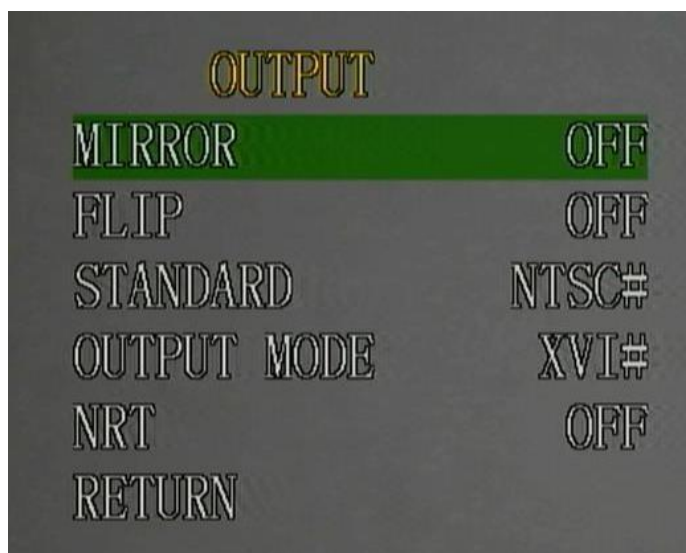 OUTPUT
MIRROR OFF
FLIP OFF
STANDARD NTSC#
OUTPUT MODE XVI#
NRT OFF
RETURN